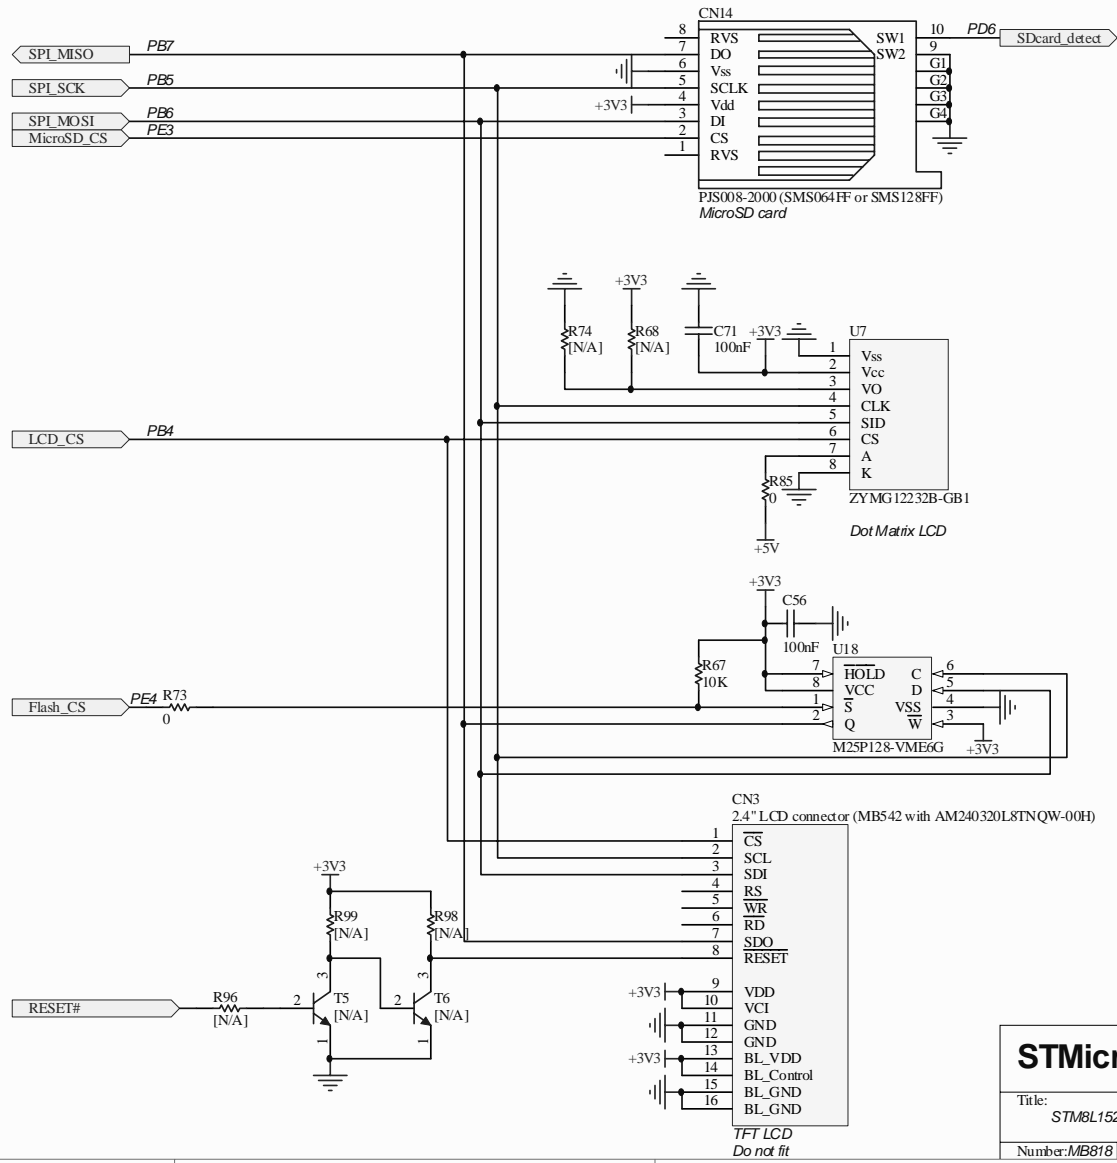 CN14
SPI_MISO PB7
SPI_SCK PB5
SPI_MOSI PB6
MicroSD_CS PE3
+3V3
8 RVS
7 DO
6 Vss
5 SCLK
4 Vdd
3 DI
2 CS
1 RVS
SW1 10 PD6 SDcard_detect
SW2 9
G1
G2
G3
G4
PJS008-2000 (SMS064FF or SMS128FF)
MicroSD card
R74
[N/A]
+3V3
R68
[N/A]
C71
100nF
+3V3
U7
1 Vss
2 Vcc
3 VO
4 CLK
5 SID
6 CS
7 A
8 K
LCD_CS PB4
R85
0
+5V
ZYMG12232B-GB1
Dot Matrix LCD
+3V3
C56
100nF
R67
10K
U18
7 HOLD
8 VCC
1 S
2 Q
C 6
D 5
VSS 4
W 3
+3V3
M25P128-VME6G
Flash_CS PE4 R73
0
CN3
2.4" LCD connector (MB542 with AM240320L8TNQW-00H)
1 CS
2 SCL
3 SDI
4 RS
5 WR
6 RD
7 SDO
8 RESET
+3V3 9 VDD
10 VCI
11 GND
12 GND
+3V3 13 BL_VDD
14 BL_Control
15 BL_GND
16 BL_GND
TFT LCD
Do not fit
+3V3
R99
[N/A]
R98
[N/A]
RESET#
R96
[N/A]
2
3
1
T5
[N/A]
2
3
1
T6
[N/A]
STMicr
Title:
STM8L152
Number:MB818